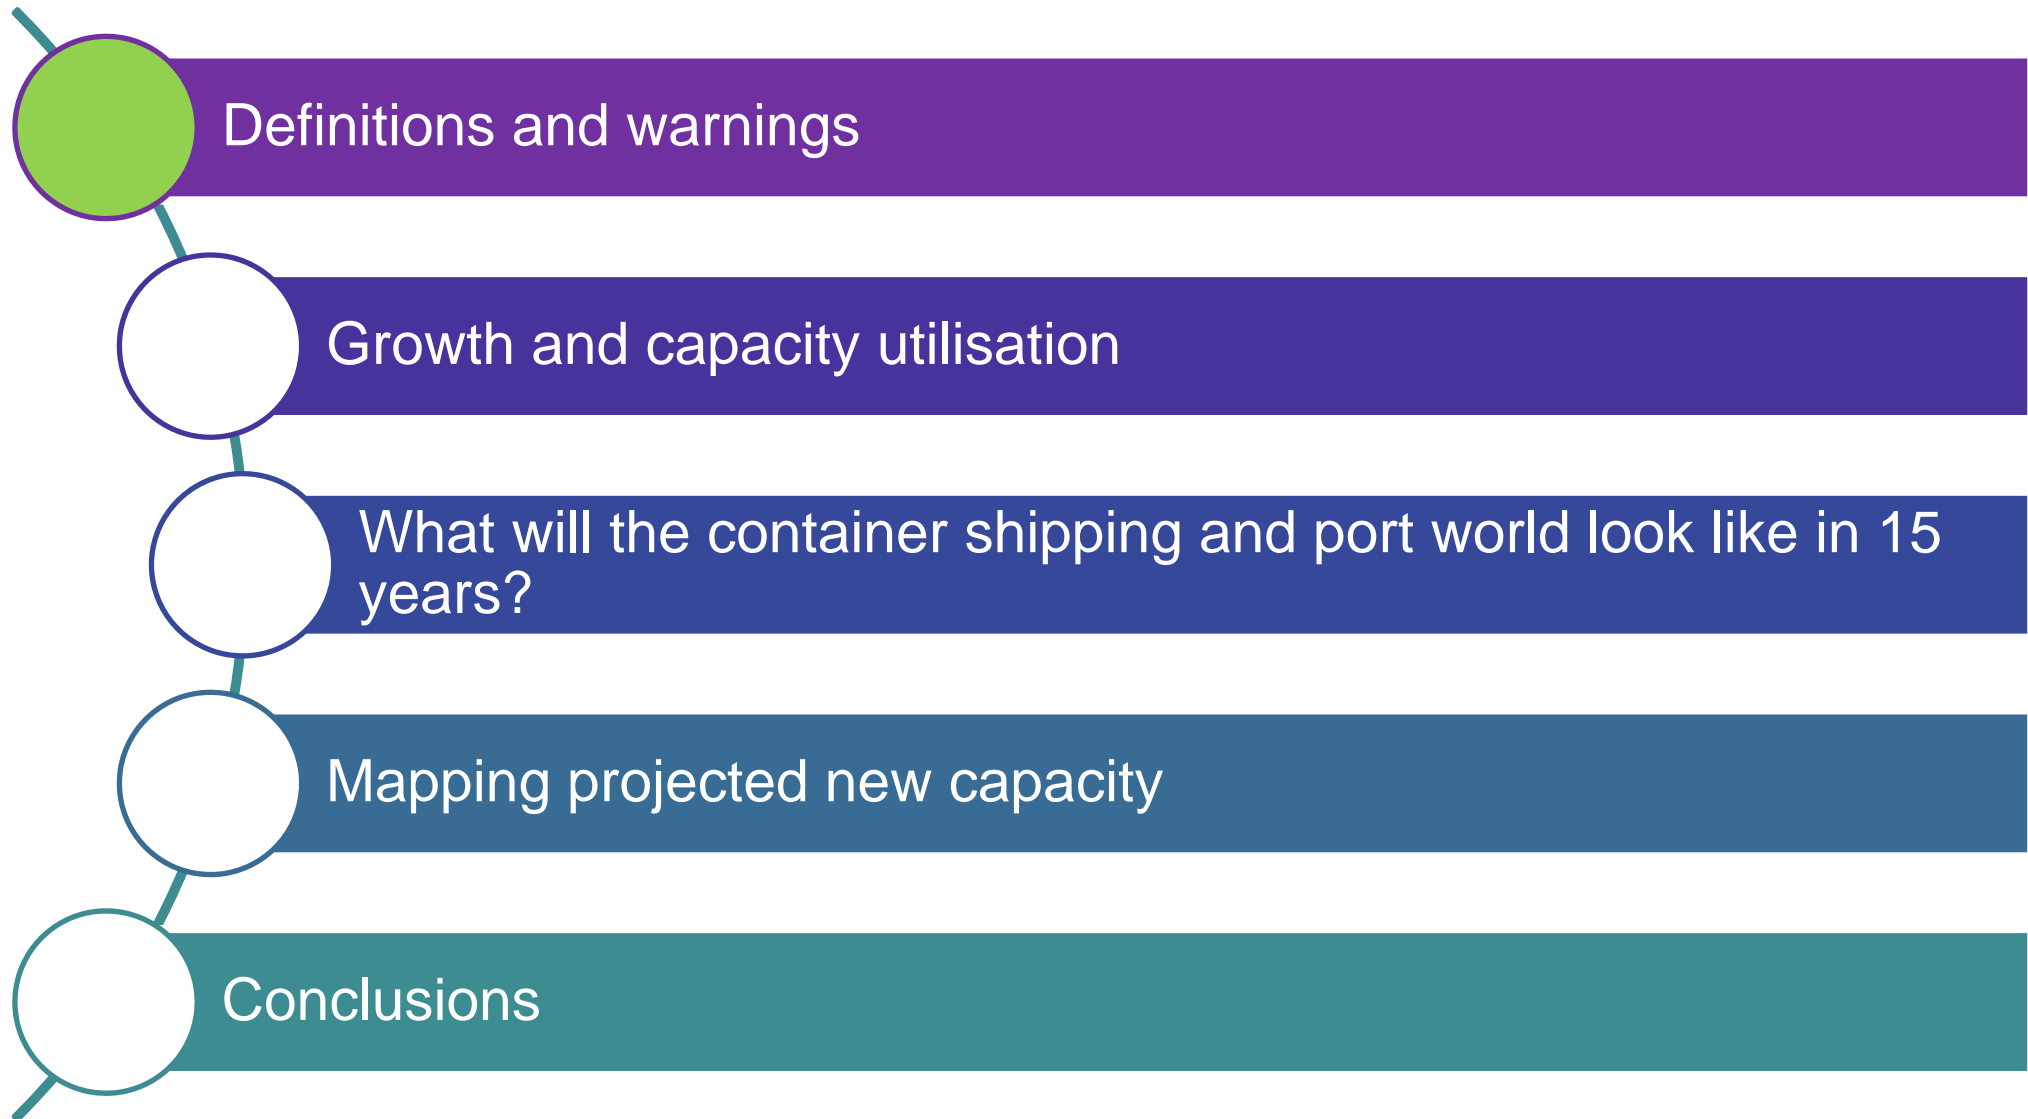 Definitions and warnings
Growth and capacity utilisation
What will the container shipping and port world look like in 15
years?
Mapping projected new capacity
Conclusions